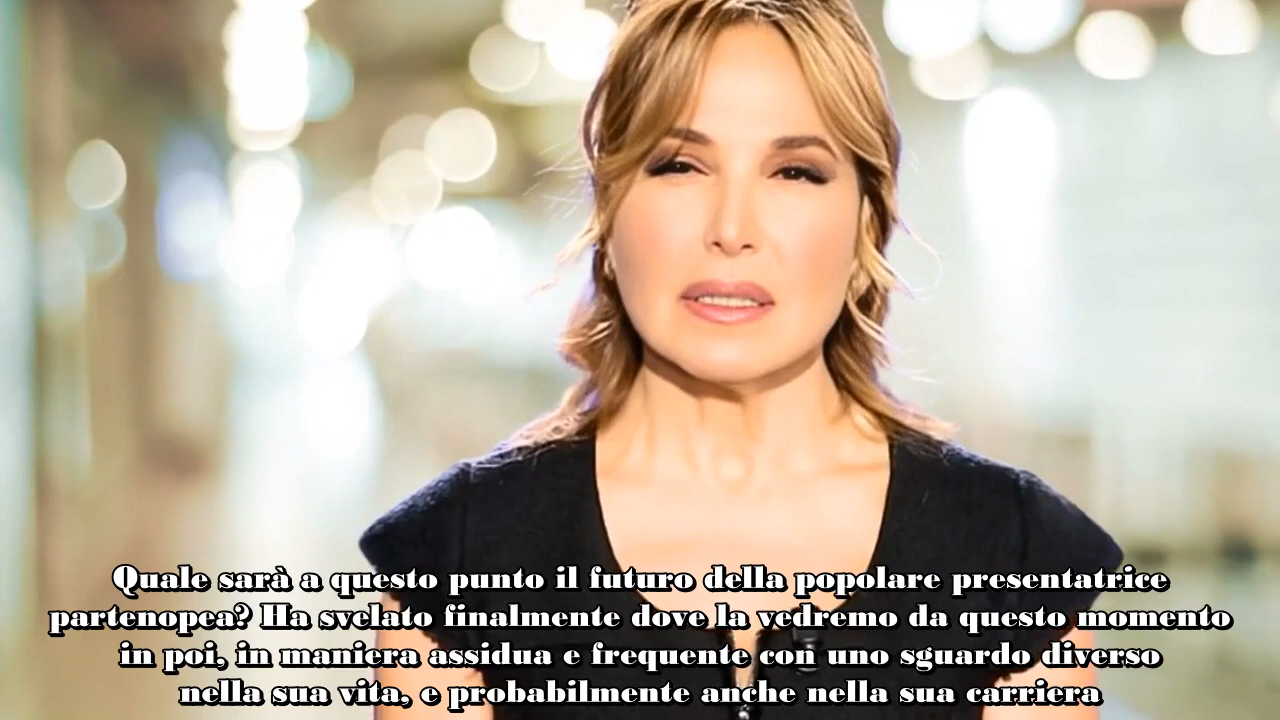 Quale sarà a questo punto il futuro della popolare presentatrice
partenopea? Ha svelato finalmente dove la vedremo da questo momento
in poi, in maniera assidua e frequente con uno sguardo diverso
nella sua vita, e probabilmente anche nella sua carriera